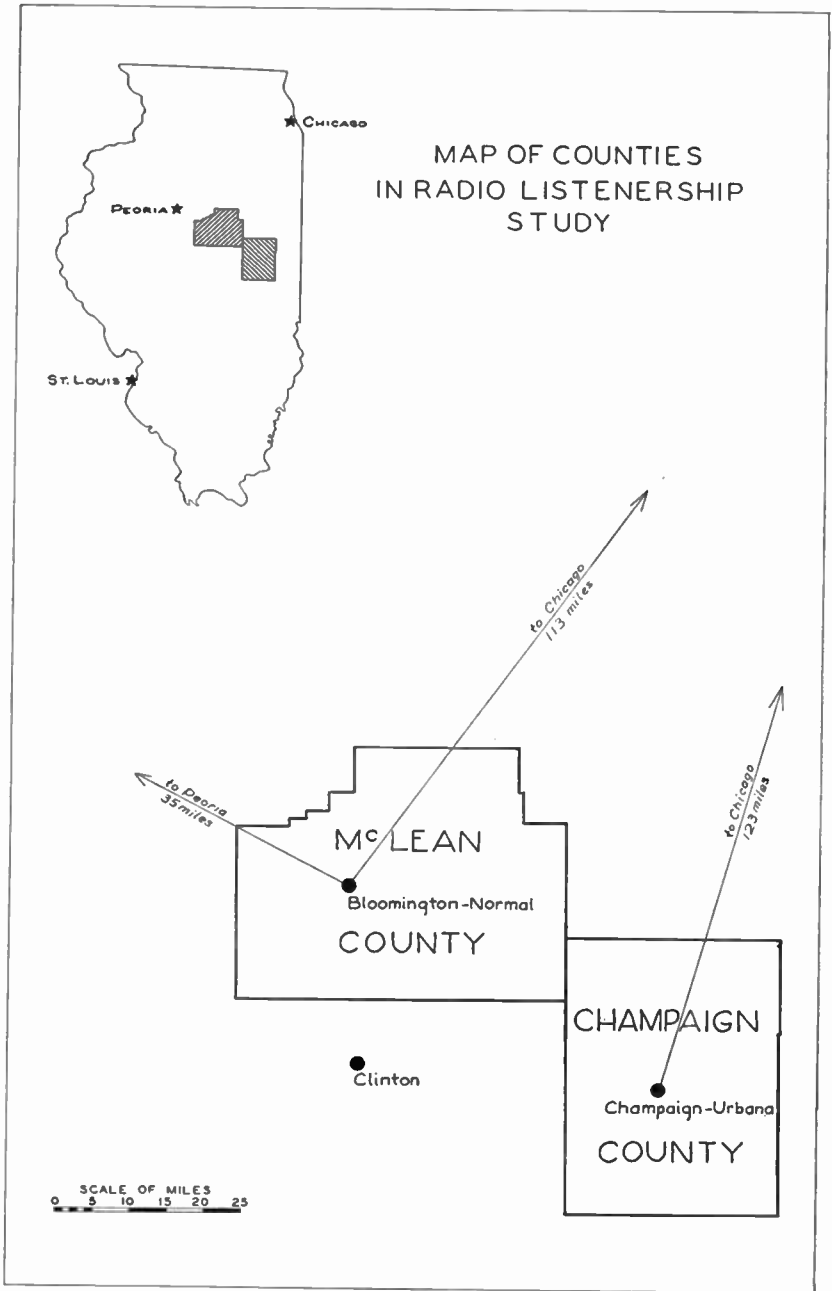 CHICAGO
MAP OF COUNTIES
IN RADIO LISTENERSHIP
STUDY
PEORIA
ST. LOUIS
to Chicago
113 miles
to Chicago
123 miles
to Peoria
35 miles
Mc LEAN
Bloomington-Normal
COUNTY
CHAMPAIGN
Clinton
Champaign-Urbana
COUNTY
SCALE OF MILES
0 5 10 15 20 25